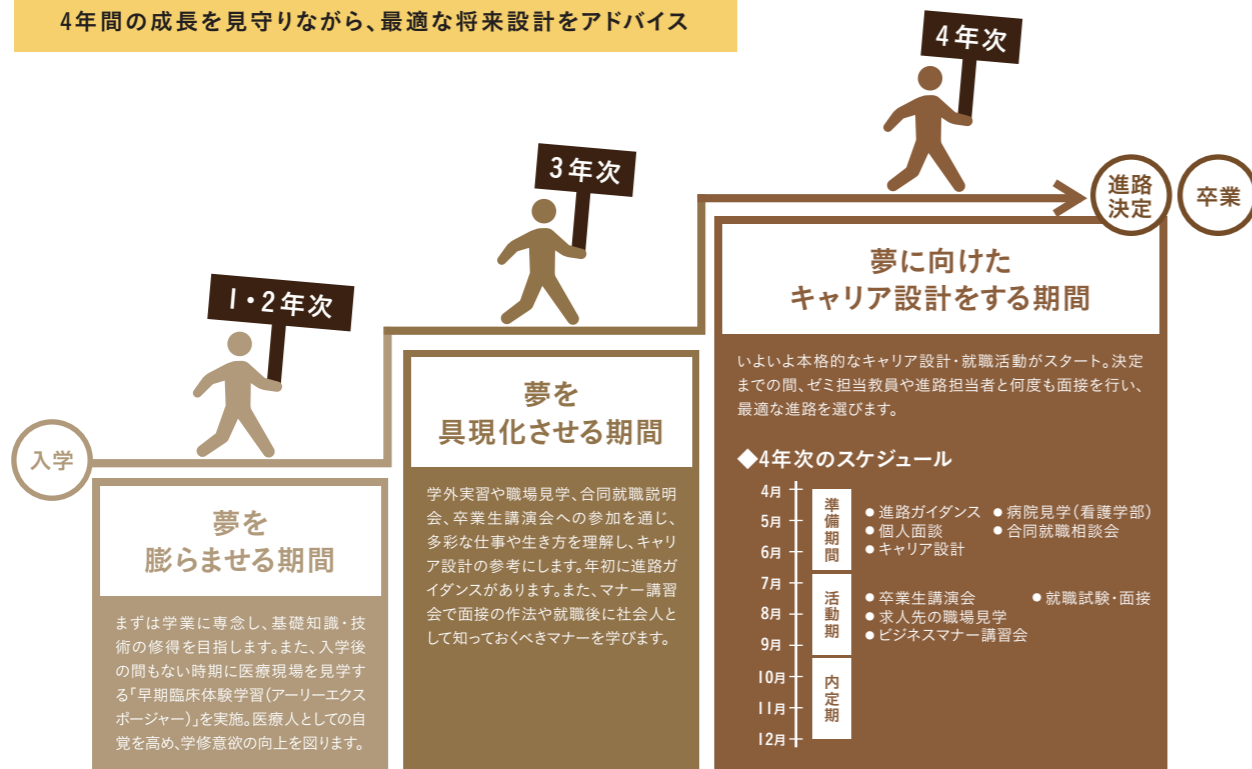 4年間の成長を見守りながら、最適な将来設計をアドバイス
入学
1・2年次
夢を
膨らませる期間
まずは学業に専念し、基礎知識・技
術の修得を目指します。また、入学後
の間もない時期に医療現場を見学す
る「早期臨床体験学習(アーリーエクス
ポージャー)」を実施。医療人としての自
覚を高め、学修意欲の向上を図ります。
3年次
夢を
具現化させる期間
学外実習や職場見学、合同就職説明
会、卒業生講演会への参加を通じ、
多彩な仕事や生き方を理解し、キャリ
ア設計の参考にします。年初に進路ガ
イダンスがあります。また、マナー講習
会で面接の作法や就職後に社会人と
して知っておくべきマナーを学びます。
4年次
進路
決定
卒業
夢に向けた
キャリア設計をする期間
いよいよ本格的なキャリア設計・就職活動がスタート。決定
までの間、ゼミ担当教員や進路担当者と何度も面接を行い、
最適な進路を選びます。
◆4年次のスケジュール
4月
5月
6月
準備期間
●進路ガイダンス ●病院見学(看護学部)
●個人面談 ●合同就職相談会
●キャリア設計
7月
8月
9月
活動期
●卒業生講演会 ●就職試験・面接
●求人先の職場見学
●ビジネスマナー講習会
10月
11月
12月
内定期